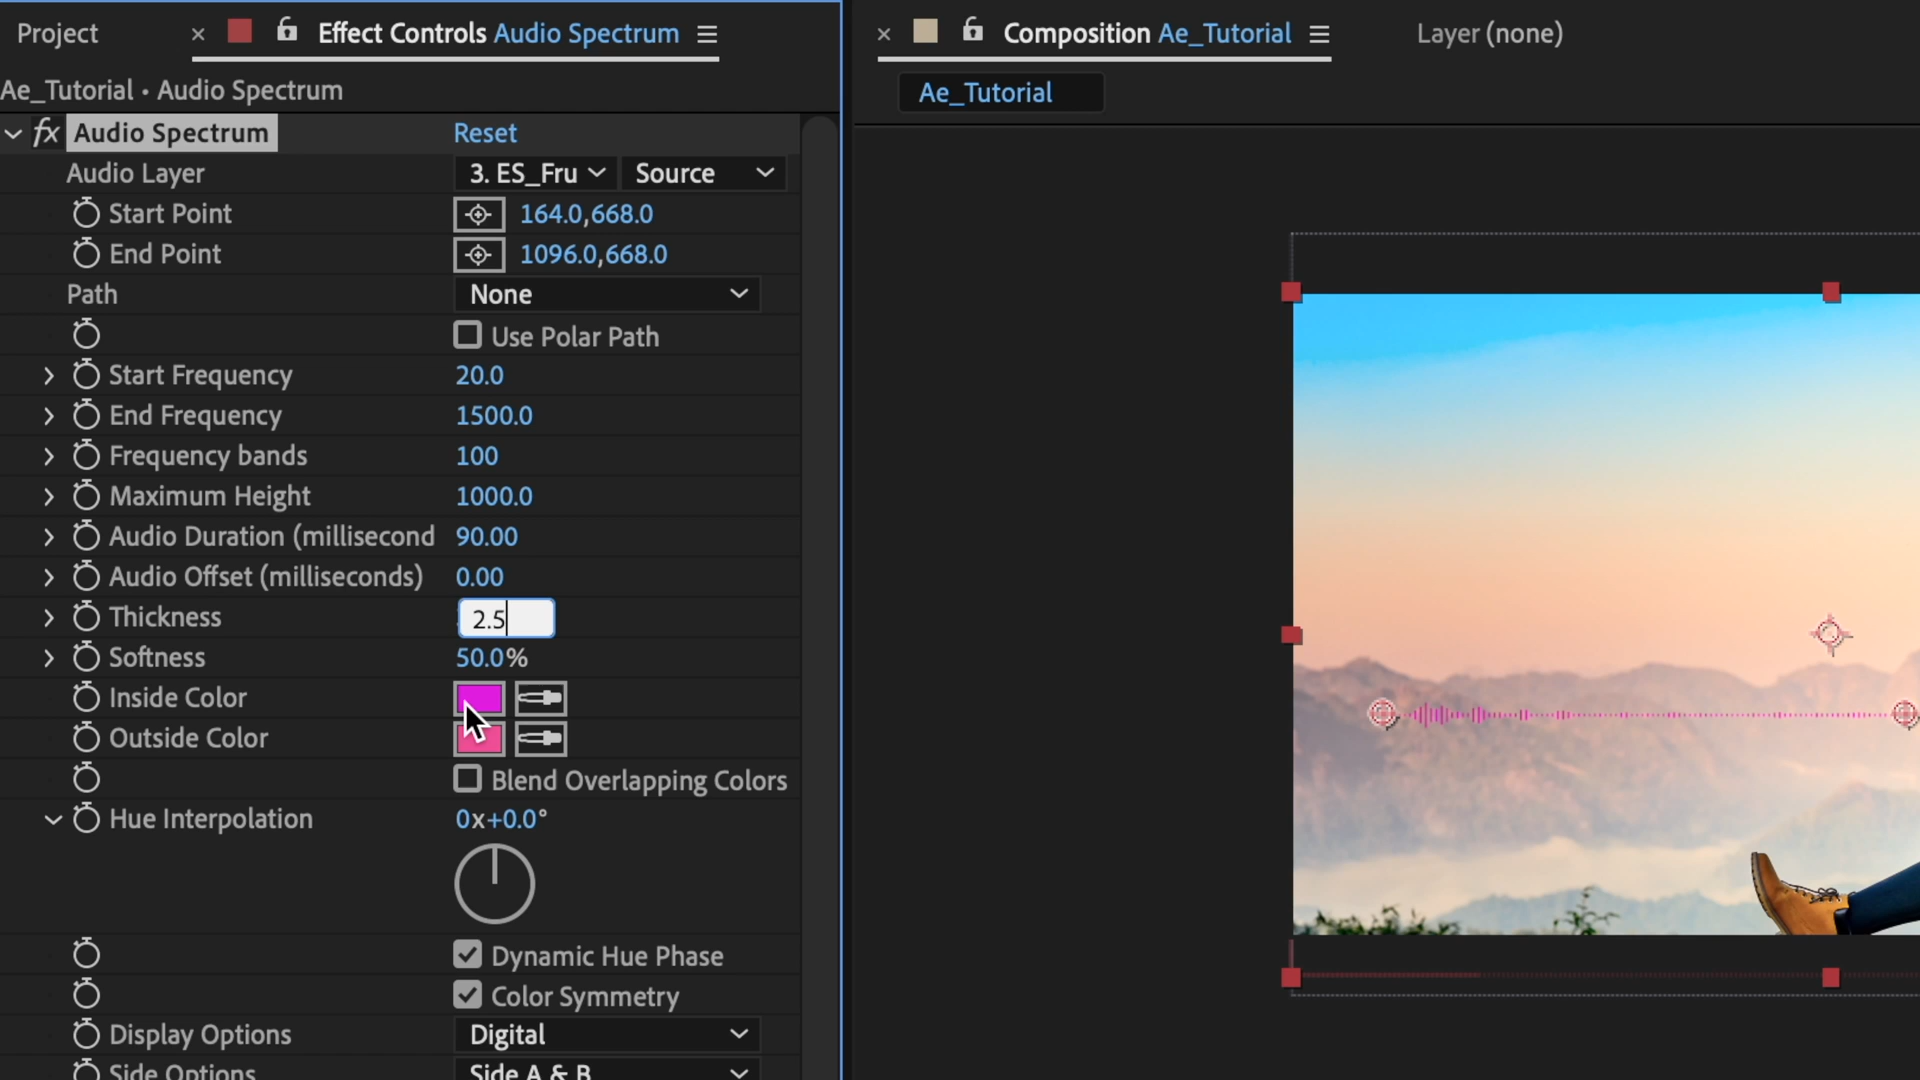 Project × Effect Controls Audio Spectrum × Composition Ae_Tutorial Layer (none)
Ae_Tutorial • Audio Spectrum
Ae_Tutorial
fx Audio Spectrum Reset
Audio Layer 3. ES_Fru Source
Start Point 164.0,668.0
End Point 1096.0,668.0
Path None
Use Polar Path
Start Frequency 20.0
End Frequency 1500.0
Frequency bands 100
Maximum Height 1000.0
Audio Duration (millisecond 90.00
Audio Offset (milliseconds) 0.00
Thickness 2.5
Softness 50.0%
Inside Color
Outside Color
Blend Overlapping Colors
Hue Interpolation 0x+0.0°
Dynamic Hue Phase
Color Symmetry
Display Options Digital
Side Options Side A & B